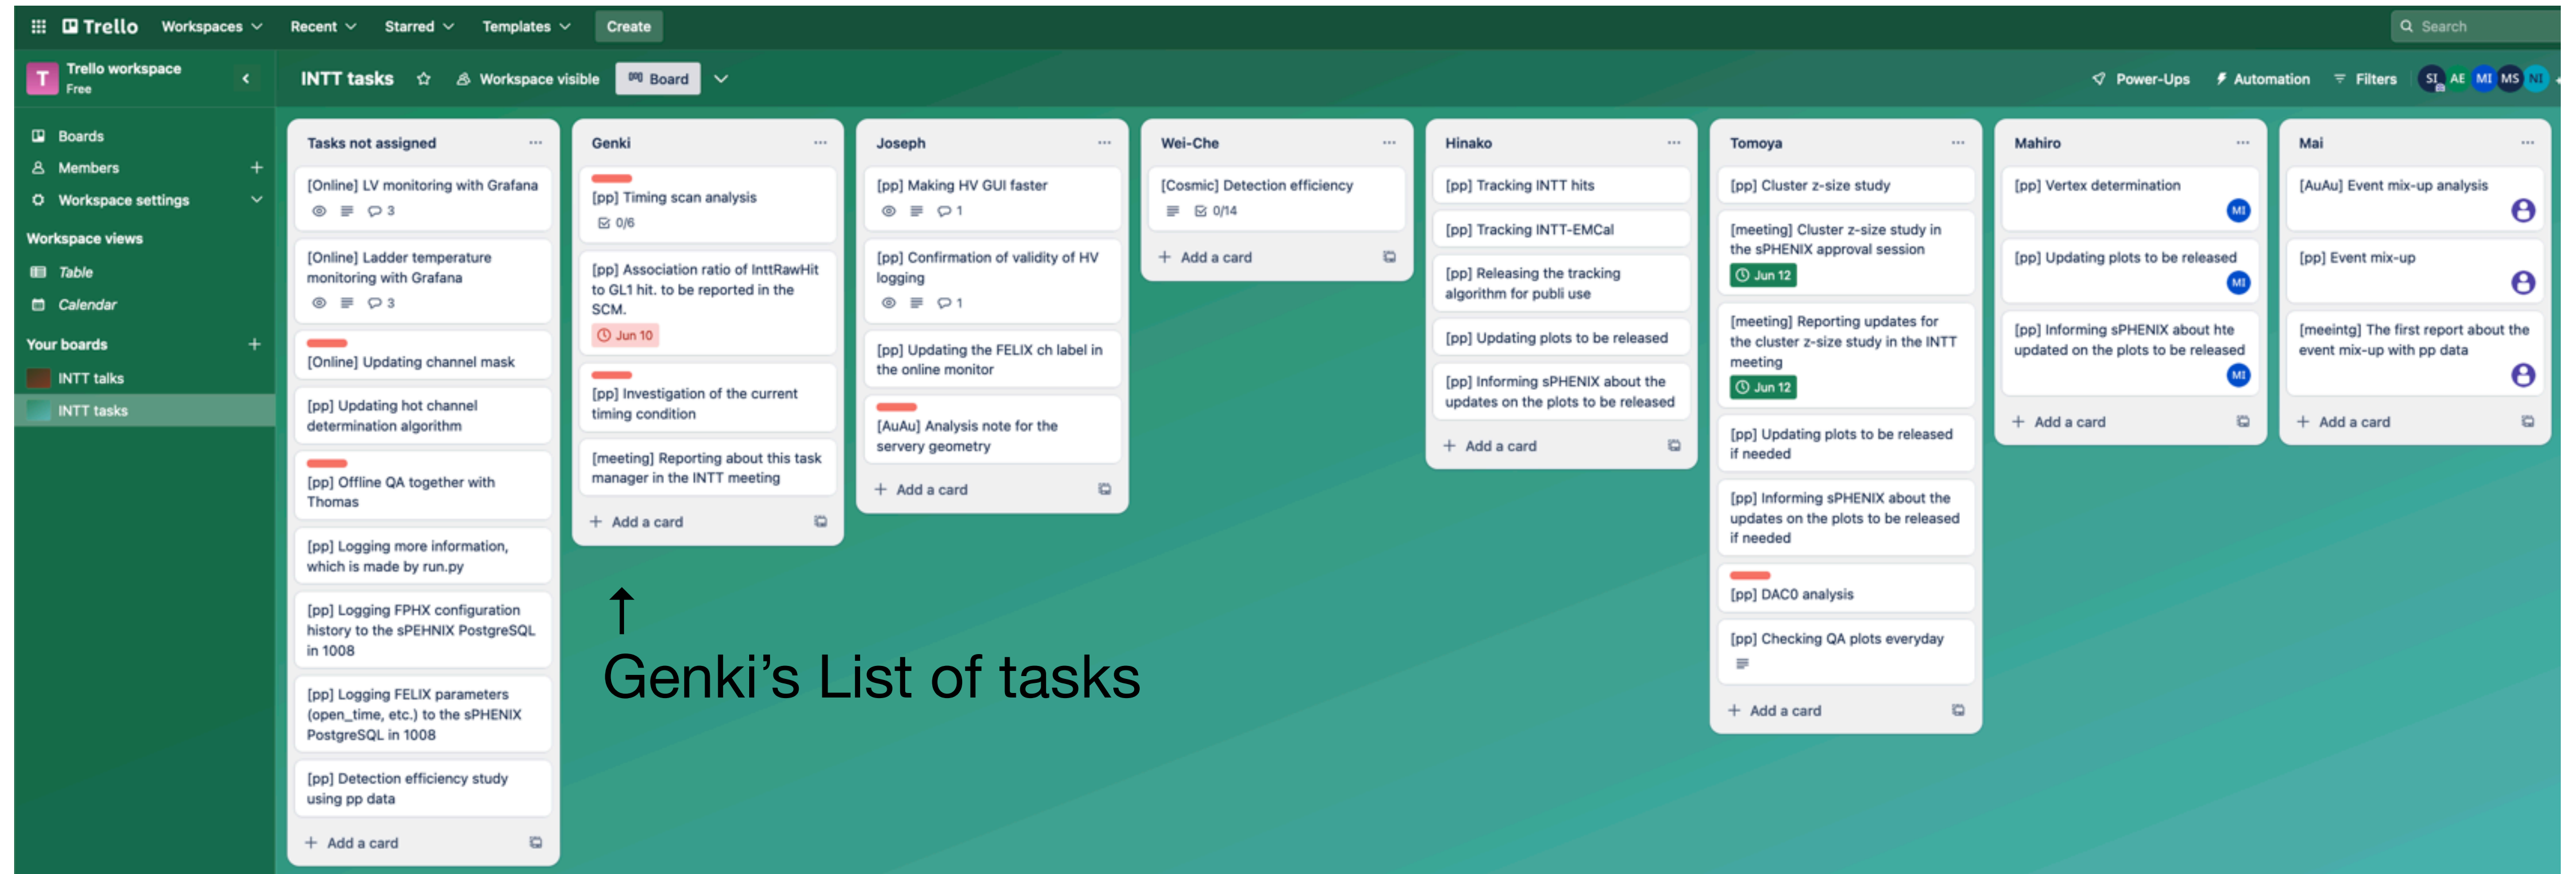 Trello Workspaces Recent Starred Templates Create Search
T Trello workspace
Free
INTT tasks Workspace visible Board Power-Ups Automation Filters SI AE MI MS NI
Boards
Members
Workspace settings
Workspace views
Table
Calendar
Your boards
INTT talks
INTT tasks
Tasks not assigned
[Online] LV monitoring with Grafana
3
[Online] Ladder temperature
monitoring with Grafana
3
[Online] Updating channel mask
[pp] Updating hot channel
determination algorithm
[pp] Offline QA together with
Thomas
[pp] Logging more information,
which is made by run.py
[pp] Logging FPHX configuration
history to the sPEHNIX PostgreSQL
in 1008
[pp] Logging FELIX parameters
(open_time, etc.) to the sPHENIX
PostgreSQL in 1008
[pp] Detection efficiency study
using pp data
+ Add a card
Genki
[pp] Timing scan analysis
0/6
[pp] Association ratio of InttRawHit
to GL1 hit. to be reported in the
SCM.
Jun 10
[pp] Investigation of the current
timing condition
[meeting] Reporting about this task
manager in the INTT meeting
+ Add a card
↑
Genki's List of tasks
Joseph
[pp] Making HV GUI faster
1
[pp] Confirmation of validity of HV
logging
1
[pp] Updating the FELIX ch label in
the online monitor
[AuAu] Analysis note for the
servery geometry
+ Add a card
Wei-Che
[Cosmic] Detection efficiency
0/14
+ Add a card
Hinako
[pp] Tracking INTT hits
[pp] Tracking INTT-EMCal
[pp] Releasing the tracking
algorithm for publi use
[pp] Updating plots to be released
[pp] Informing sPHENIX about the
updates on the plots to be released
+ Add a card
Tomoya
[pp] Cluster z-size study
[meeting] Cluster z-size study in
the sPHENIX approval session
Jun 12
[meeting] Reporting updates for
the cluster z-size study in the INTT
meeting
Jun 12
[pp] Updating plots to be released
if needed
[pp] Informing sPHENIX about the
updates on the plots to be released
if needed
[pp] DAC0 analysis
[pp] Checking QA plots everyday
+ Add a card
Mahiro
[pp] Vertex determination
MI
[pp] Updating plots to be released
MI
[pp] Informing sPHENIX about hte
updated on the plots to be released
MI
+ Add a card
Mai
[AuAu] Event mix-up analysis
[pp] Event mix-up
[meeintg] The first report about the
event mix-up with pp data
+ Add a card